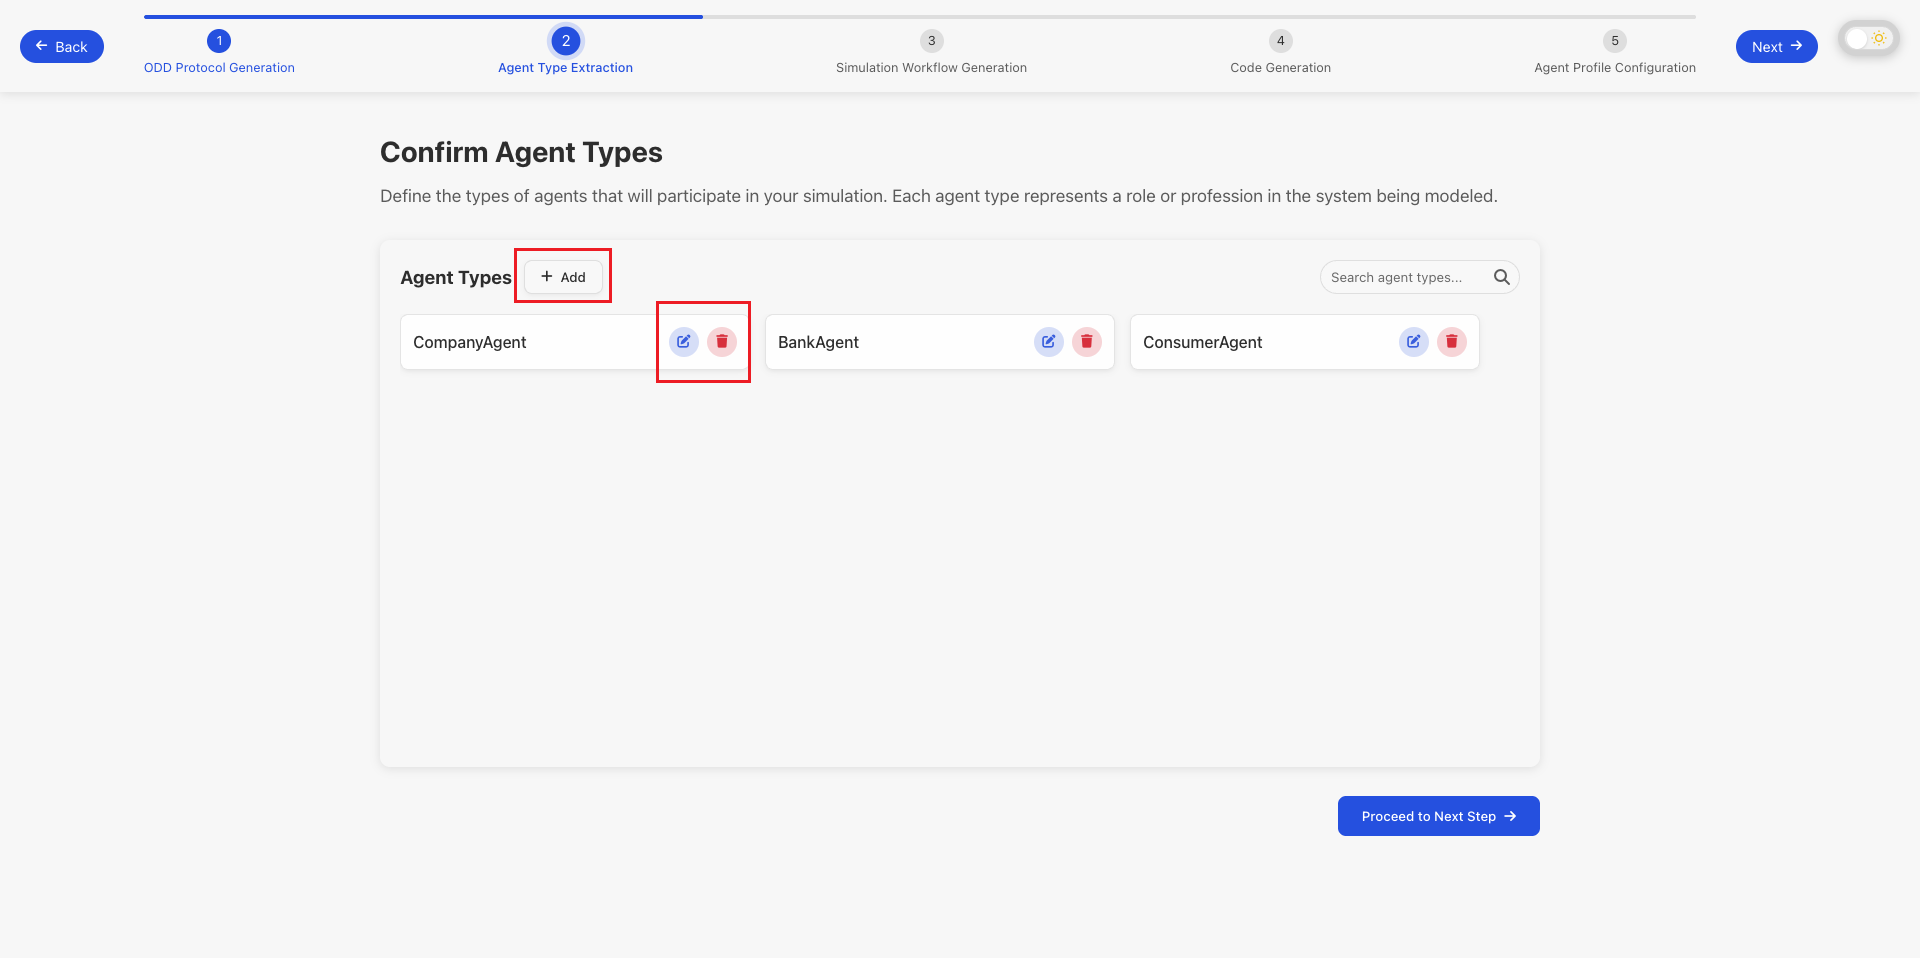 Back
1
ODD Protocol Generation
2
Agent Type Extraction
3
Simulation Workflow Generation
4
Code Generation
5
Agent Profile Configuration
Next
Confirm Agent Types
Define the types of agents that will participate in your simulation. Each agent type represents a role or profession in the system being modeled.
Agent Types
Add
Search agent types...
CompanyAgent
BankAgent
ConsumerAgent
Proceed to Next Step